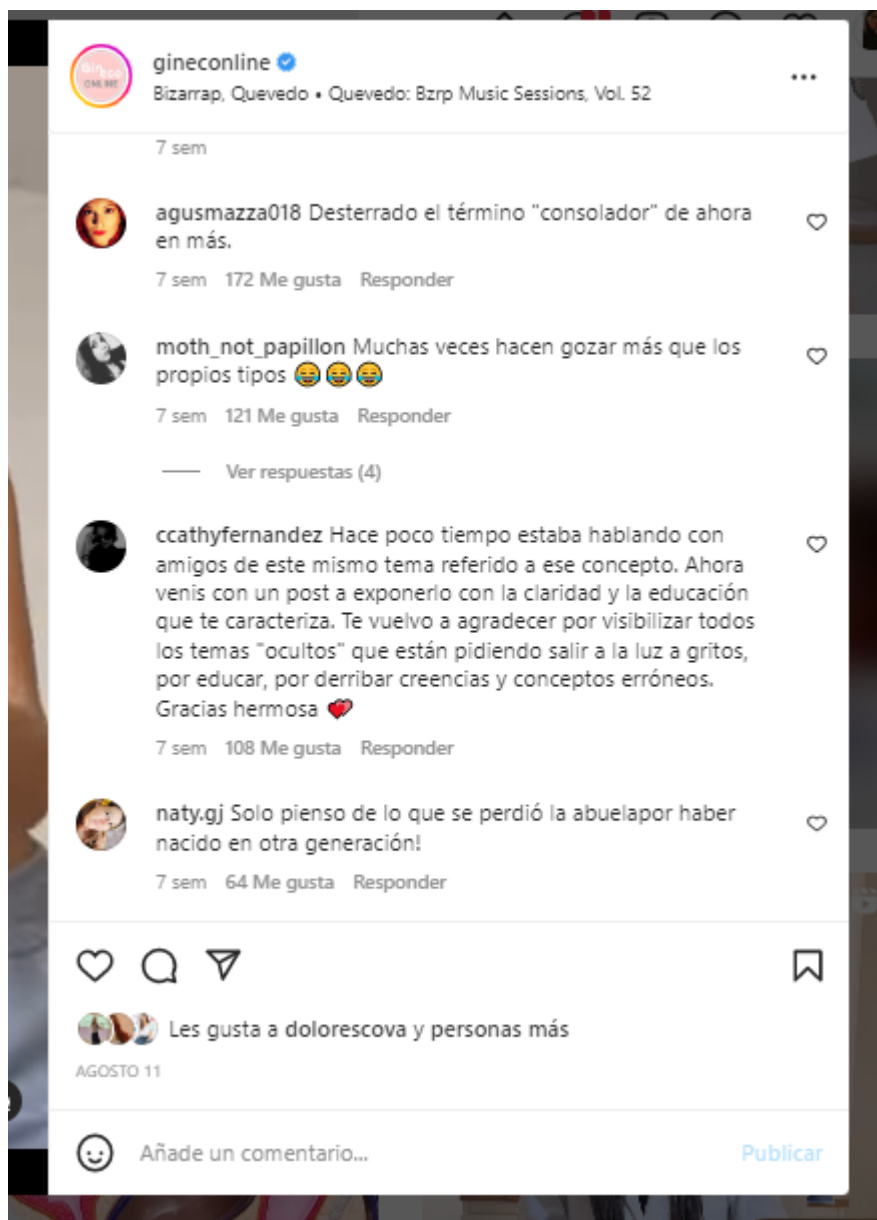 Gineco
ONLINE
gineconline
Bizarrap, Quevedo • Quevedo: Bzrp Music Sessions, Vol. 52
7 sem
agusmazza018 Desterrado el término "consolador" de ahora
en más.
7 sem 172 Me gusta Responder
moth_not_papillon Muchas veces hacen gozar más que los
propios tipos 😂😂😂
7 sem 121 Me gusta Responder
Ver respuestas (4)
ccathyfernandez Hace poco tiempo estaba hablando con
amigos de este mismo tema referido a ese concepto. Ahora
venis con un post a exponerlo con la claridad y la educación
que te caracteriza. Te vuelvo a agradecer por visibilizar todos
los temas "ocultos" que están pidiendo salir a la luz a gritos,
por educar, por derribar creencias y conceptos erróneos.
Gracias hermosa 💕
7 sem 108 Me gusta Responder
naty.gj Solo pienso de lo que se perdió la abuelapor haber
nacido en otra generación!
7 sem 64 Me gusta Responder
Les gusta a dolorescova y personas más
AGOSTO 11
Añade un comentario...
Publicar